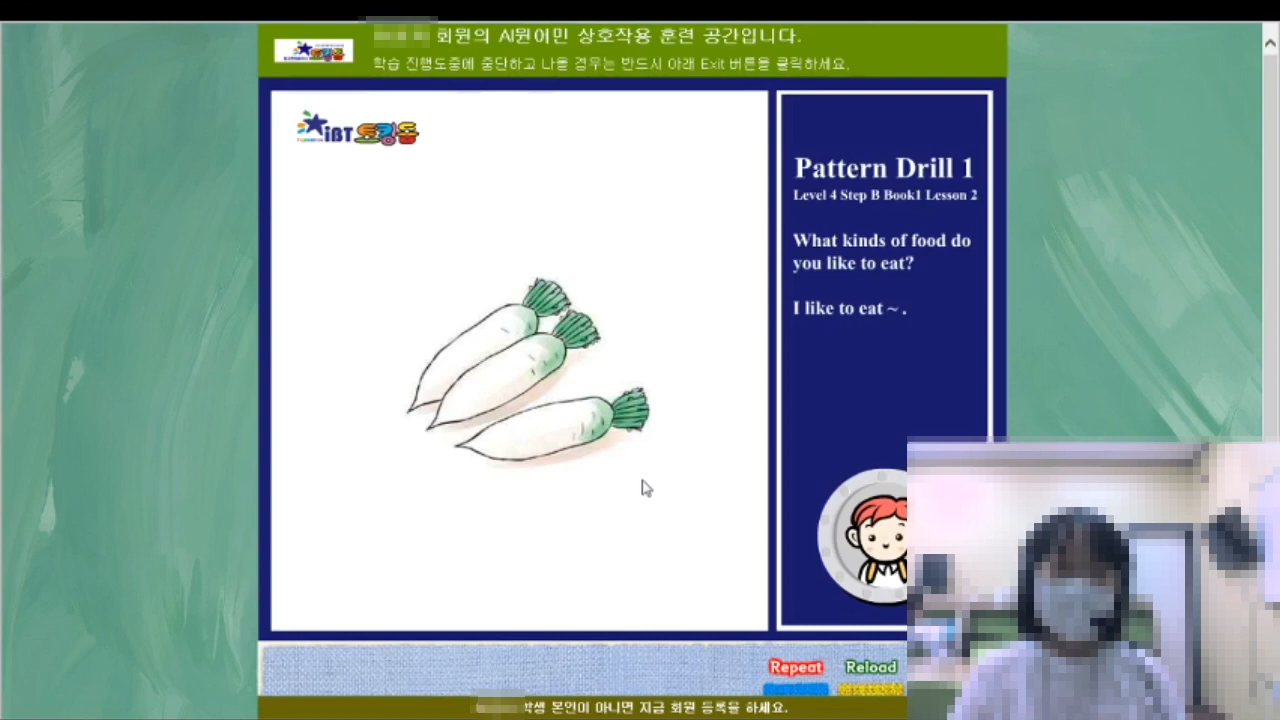 회원의 AI원어민 상호작용 훈련 공간입니다.
학습 진행도중에 중단하고 나올 경우는 반드시 아래 Exit 버튼을 클릭하세요.
iBT 토킹톰
Pattern Drill 1
Level 4 Step B Book1 Lesson 2
What kinds of food do
you like to eat?
I like to eat ~ .
Repeat Reload
학생 본인이 아니면 지금 회원 등록을 하세요.